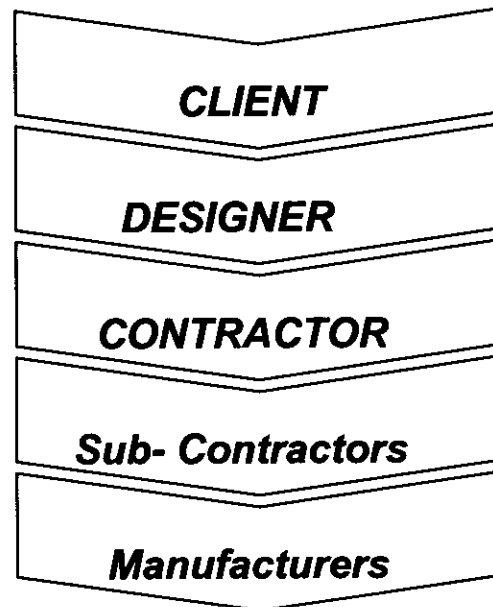 CLIENT
DESIGNER
CONTRACTOR
Sub- Contractors
Manufacturers